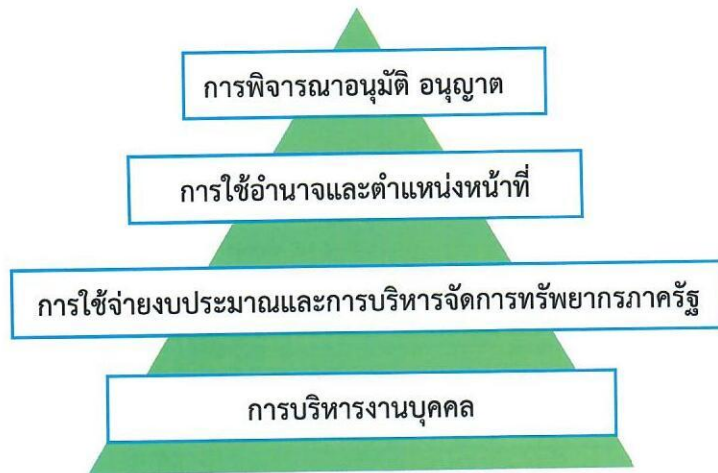 การพิจารณาอนุมัติ อนุญาต
การใช้อำนาจและตำแหน่งหน้าที่
การใช้จ่ายงบประมาณและการบริหารจัดการทรัพยากรภาครัฐ
การบริหารงานบุคคล